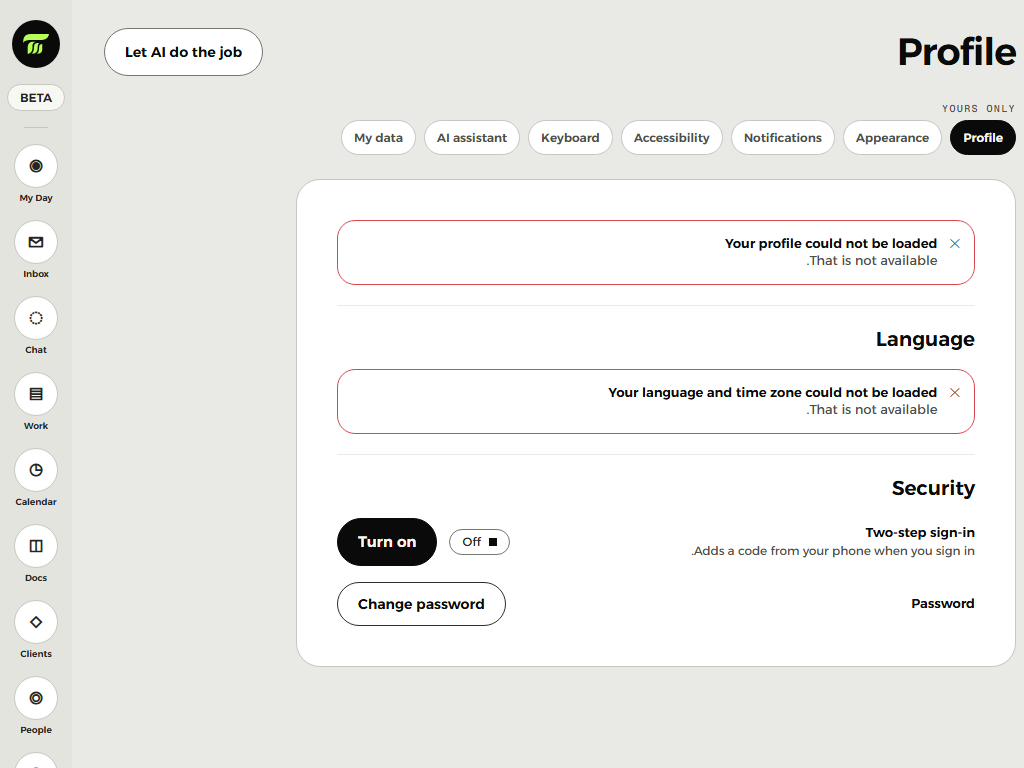 BETA
My Day
Inbox
Chat
Work
Calendar
Docs
Clients
People
Let AI do the job
Profile
YOURS ONLY
My data
AI assistant
Keyboard
Accessibility
Notifications
Appearance
Profile
Your profile could not be loaded
.That is not available
Language
Your language and time zone could not be loaded
.That is not available
Security
Two-step sign-in
.Adds a code from your phone when you sign in
Off
Turn on
Password
Change password